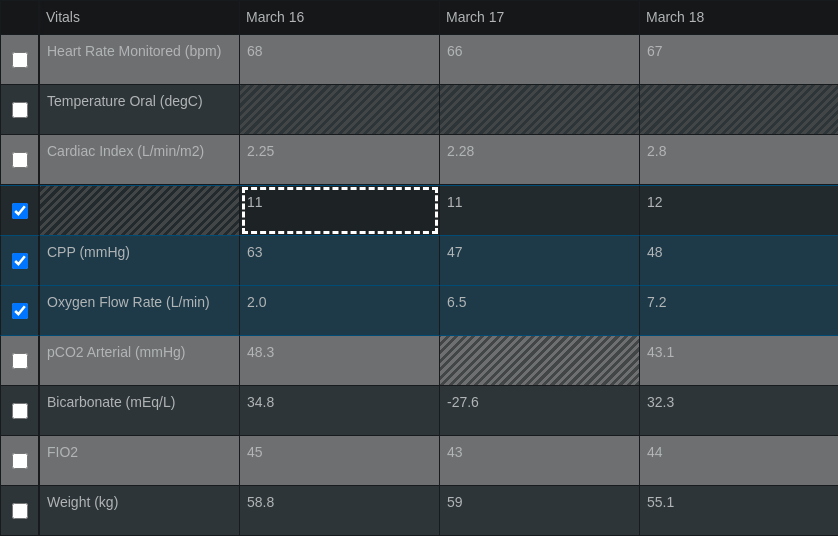 Vitals March 16 March 17 March 18
Heart Rate Monitored (bpm) 68 66 67
Temperature Oral (degC)
Cardiac Index (L/min/m2) 2.25 2.28 2.8
11 11 12
CPP (mmHg) 63 47 48
Oxygen Flow Rate (L/min) 2.0 6.5 7.2
pCO2 Arterial (mmHg) 48.3 43.1
Bicarbonate (mEq/L) 34.8 -27.6 32.3
FIO2 45 43 44
Weight (kg) 58.8 59 55.1